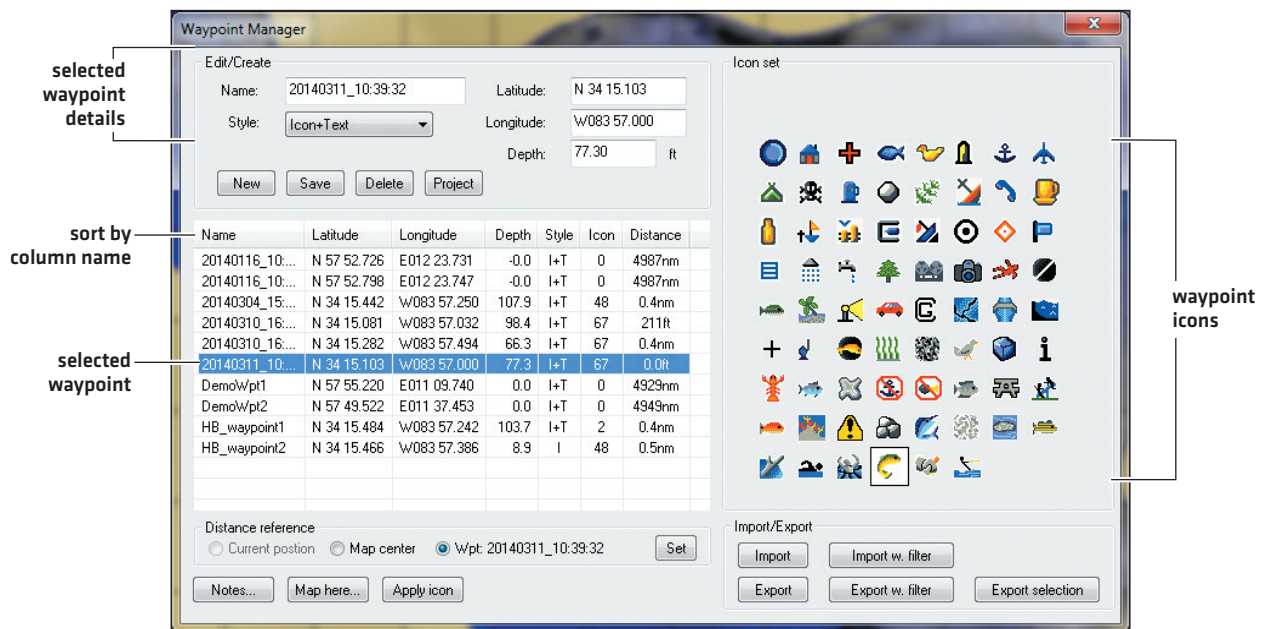 Waypoint Manager
selected
waypoint
details
Edit/Create
Name: 20140311_10:39:32 Latitude: N 34 15.103
Style: Icon+Text Longitude: W083 57.000
Depth: 77.30 ft
New Save Delete Project
sort by
column name
Name Latitude Longitude Depth Style Icon Distance
20140116_10:... N 57 52.726 E012 23.731 -0.0 I+T 0 4987nm
20140116_10:... N 57 52.798 E012 23.747 -0.0 I+T 0 4987nm
20140304_15:... N 34 15.442 W083 57.250 107.9 I+T 48 0.4nm
20140310_16:... N 34 15.081 W083 57.032 98.4 I+T 67 211ft
20140310_16:... N 34 15.282 W083 57.494 66.3 I+T 67 0.4nm
20140311_10:... N 34 15.103 W083 57.000 77.3 I+T 67 0.0ft
DemoWpt1 N 57 55.220 E011 09.740 0.0 I+T 0 4929nm
DemoWpt2 N 57 49.522 E011 37.453 0.0 I+T 0 4949nm
HB_waypoint1 N 34 15.484 W083 57.242 103.7 I+T 2 0.4nm
HB_waypoint2 N 34 15.466 W083 57.386 8.9 I 48 0.5nm
selected
waypoint
Distance reference
Current postion Map center Wpt: 20140311_10:39:32 Set
Notes... Map here... Apply icon
Icon set
waypoint
icons
Import/Export
Import Import w. filter
Export Export w. filter Export selection